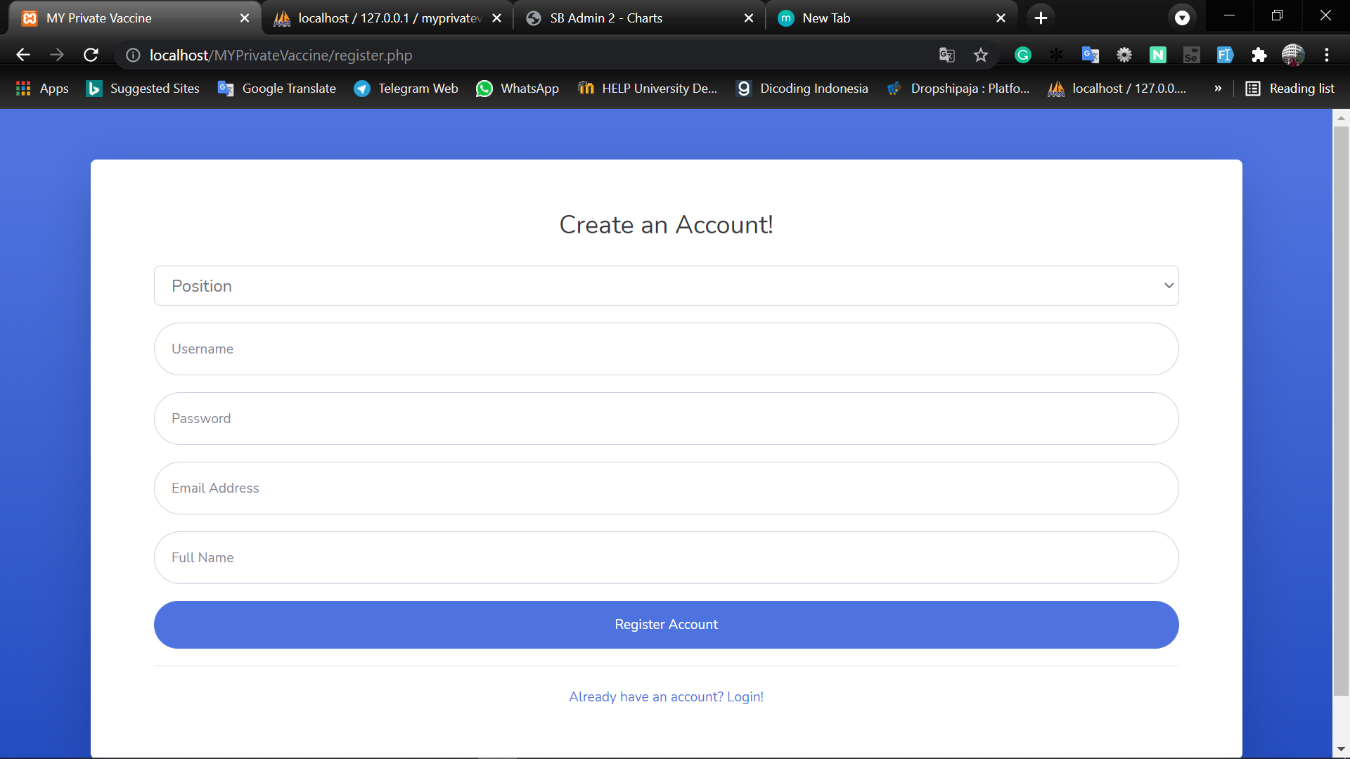 MY Private Vaccine
localhost / 127.0.0.1 / myprivatev
SB Admin 2 - Charts
New Tab
localhost/MYPrivateVaccine/register.php
Apps
Suggested Sites
Google Translate
Telegram Web
WhatsApp
HELP University De...
Dicoding Indonesia
Dropshipaja : Platfo...
localhost / 127.0.0....
»
Reading list
Create an Account!
Position
Username
Password
Email Address
Full Name
Register Account
Already have an account? Login!